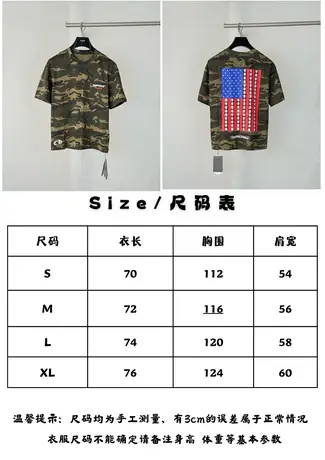 Size/尺码表
尺码 衣长 胸围 肩宽
S 70 112 54
M 72 116 56
L 74 120 58
XL 76 124 60
温馨提示: 尺码均为手工测量、有3cm的误差属于正常情况
衣服尺码不能确定请备注身高 体重等基本参数